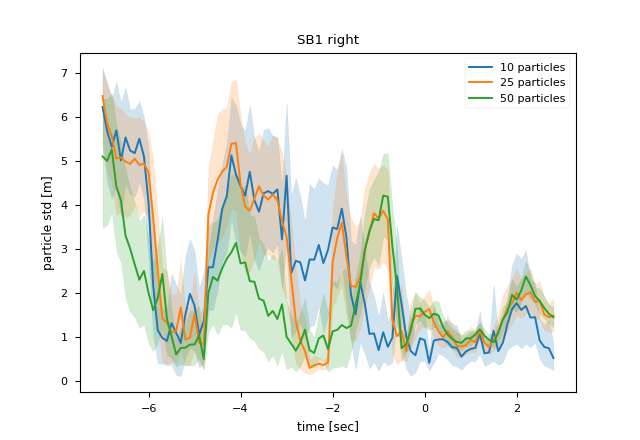 SB1 right
10 particles
25 particles
50 particles
particle std [m]
7
6
5
4
3
2
1
0
−6
−4
−2
0
2
time [sec]